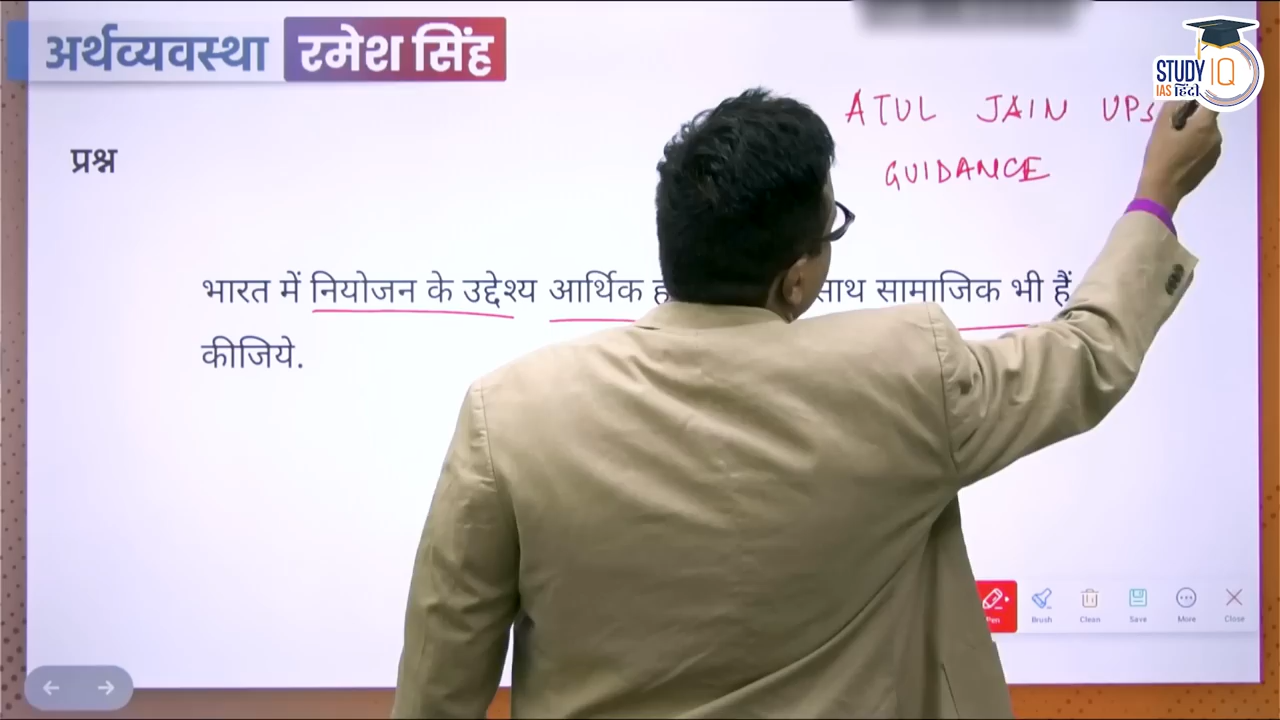 अर्थव्यवस्था रमेश सिंह
STUDY IQ
IAS हिंदी
ATUL JAIN UPS
GUIDANCE
प्रश्न
भारत में नियोजन के उद्देश्य आर्थिक साथ सामाजिक भी हैं
कीजिये.
Pen Brush Clean Save More Close